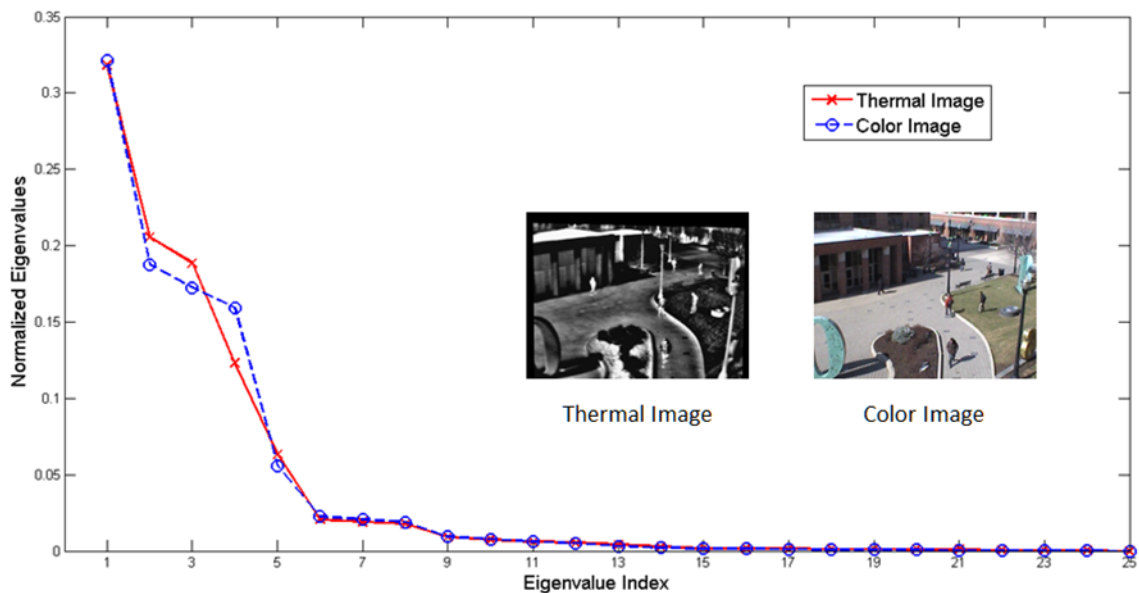 0.35
0.3
0.25
0.2
0.15
0.1
0.05
0
Normalized Eigenvalues
Thermal Image
Color Image
Thermal Image
Color Image
1 3 5 7 9 11 13 15 17 19 21 23 25
Eigenvalue Index